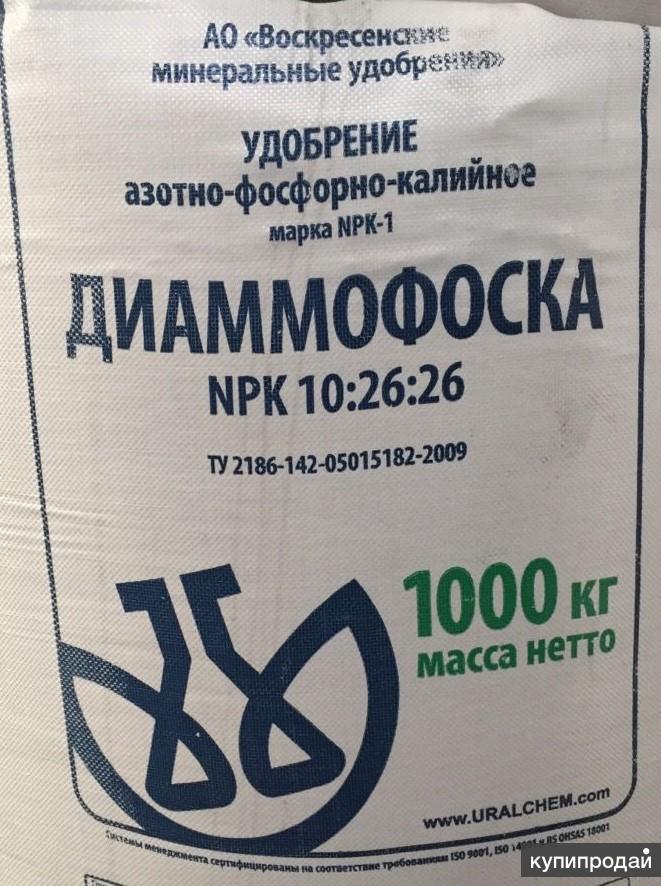 АО «Воскресенские
минеральные удобрения»
УДОБРЕНИЕ
азотно-фосфорно-калийное
марка NPK-1
ДИАММОФОСКА
NPK 10:26:26
ТУ 2186-142-05015182-2009
1000 кг
масса нетто
www.URALCHEM.com
Системы менеджмента сертифицированы на соответствие требованиям ISO 9001, ISO 14001 и BS OHSAS 18001
купипродай